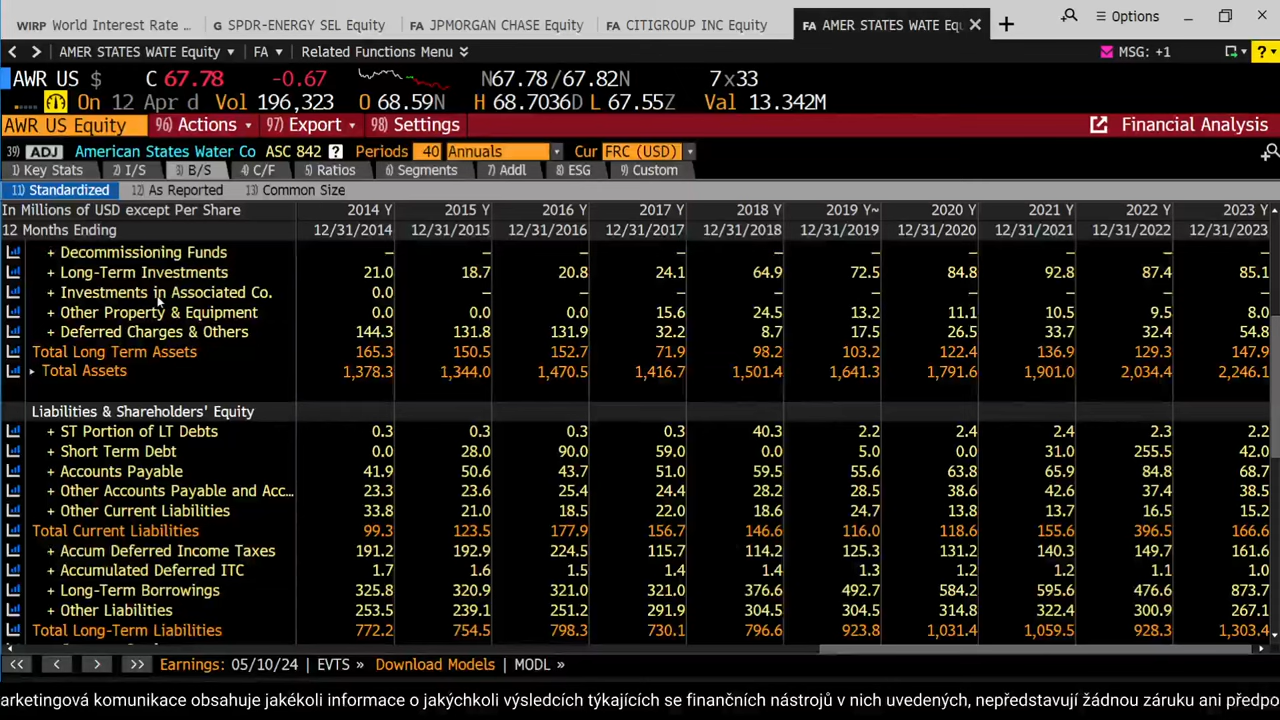 WIRP World Interest Rate ... G SPDR-ENERGY SEL Equity FA JPMORGAN CHASE Equity FA CITIGROUP INC Equity FA AMER STATES WATE Eq ✕ + Options
< > AMER STATES WATE Equity ▾ FA ▾ Related Functions Menu MSG: +1 ?
AWR US $ C 67.78 -0.67 N67.78/67.82N 7x33
On 12 Apr d Vol 196,323 O 68.59N H 68.7036D L 67.55Z Val 13.342M
AWR US Equity 96) Actions ▾ 97) Export ▾ 98) Settings Financial Analysis
39) ADJ American States Water Co ASC 842 ? Periods 40 Annuals Cur FRC (USD)
1) Key Stats 2) I/S 3) B/S 4) C/F 5) Ratios 6) Segments 7) Addl 8) ESG 9) Custom
11) Standardized 12) As Reported 13) Common Size
In Millions of USD except Per Share 2014 Y 2015 Y 2016 Y 2017 Y 2018 Y 2019 Y~ 2020 Y 2021 Y 2022 Y 2023 Y
12 Months Ending 12/31/2014 12/31/2015 12/31/2016 12/31/2017 12/31/2018 12/31/2019 12/31/2020 12/31/2021 12/31/2022 12/31/2023
+ Decommissioning Funds – – – – – – – – – –
+ Long-Term Investments 21.0 18.7 20.8 24.1 64.9 72.5 84.8 92.8 87.4 85.1
+ Investments in Associated Co. 0.0 – – – – – – – – –
+ Other Property & Equipment 0.0 0.0 0.0 15.6 24.5 13.2 11.1 10.5 9.5 8.0
+ Deferred Charges & Others 144.3 131.8 131.9 32.2 8.7 17.5 26.5 33.7 32.4 54.8
Total Long Term Assets 165.3 150.5 152.7 71.9 98.2 103.2 122.4 136.9 129.3 147.9
Total Assets 1,378.3 1,344.0 1,470.5 1,416.7 1,501.4 1,641.3 1,791.6 1,901.0 2,034.4 2,246.1
Liabilities & Shareholders' Equity
+ ST Portion of LT Debts 0.3 0.3 0.3 0.3 40.3 2.2 2.4 2.4 2.3 2.2
+ Short Term Debt 0.0 28.0 90.0 59.0 0.0 5.0 0.0 31.0 255.5 42.0
+ Accounts Payable 41.9 50.6 43.7 51.0 59.5 55.6 63.8 65.9 84.8 68.7
+ Other Accounts Payable and Acc... 23.3 23.6 25.4 24.4 28.2 28.5 38.6 42.6 37.4 38.5
+ Other Current Liabilities 33.8 21.0 18.5 22.0 18.6 24.7 13.8 13.7 16.5 15.2
Total Current Liabilities 99.3 123.5 177.9 156.7 146.6 116.0 118.6 155.6 396.5 166.6
+ Accum Deferred Income Taxes 191.2 192.9 224.5 115.7 114.2 125.3 131.2 140.3 149.7 161.6
+ Accumulated Deferred ITC 1.7 1.6 1.5 1.4 1.4 1.3 1.2 1.2 1.1 1.0
+ Long-Term Borrowings 325.8 320.9 321.0 321.0 376.6 492.7 584.2 595.6 476.6 873.7
+ Other Liabilities 253.5 239.1 251.2 291.9 304.5 304.5 314.8 322.4 300.9 267.1
Total Long-Term Liabilities 772.2 754.5 798.3 730.1 796.6 923.8 1,031.4 1,059.5 928.3 1,303.4
<< < > >> Earnings: 05/10/24 | EVTS » Download Models | MODL »
arketingová komunikace obsahuje jakékoli informace o jakýchkoli výsledcích týkajících se finančních nástrojů v nich uvedených, nepředstavují žádnou záruku ani předpo